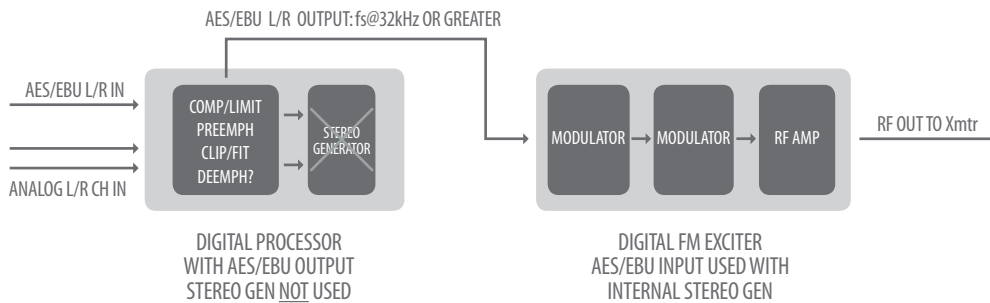 AES/EBU L/R OUTPUT: fs@32kHz OR GREATER
AES/EBU L/R IN
ANALOG L/R CH IN
COMP/LIMIT
PREEMPH
CLIP/FIT
DEEMPH?
STEREO
GENERATOR
MODULATOR
MODULATOR
RF AMP
RF OUT TO Xmtr
DIGITAL PROCESSOR
WITH AES/EBU OUTPUT
STEREO GEN NOT USED
DIGITAL FM EXCITER
AES/EBU INPUT USED WITH
INTERNAL STEREO GEN